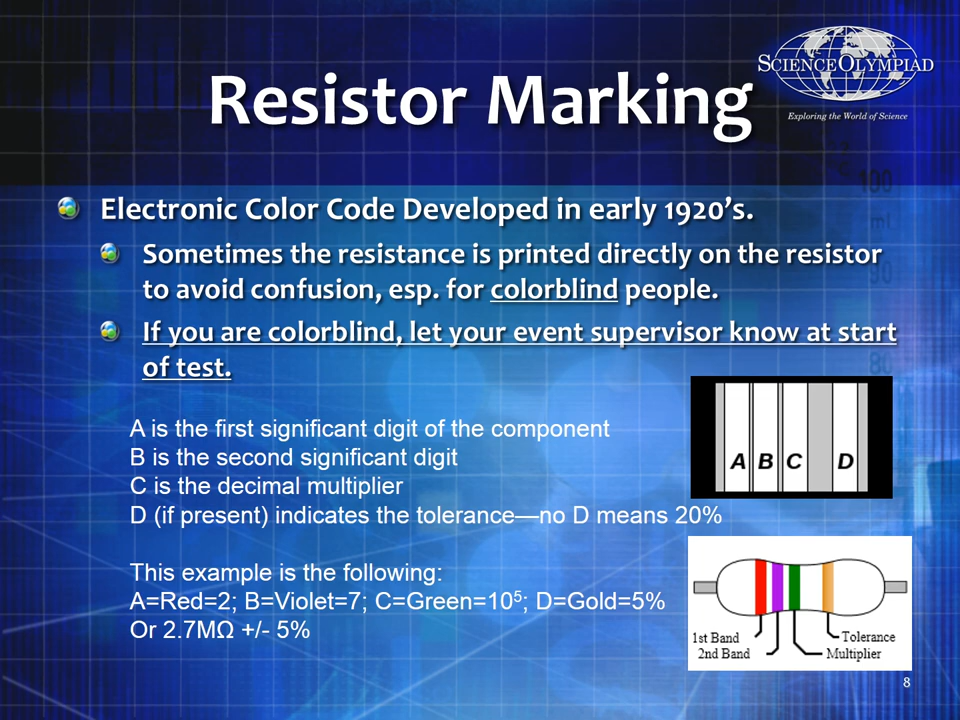 SCIENCE OLYMPIAD
Exploring the World of Science
Resistor Marking
Electronic Color Code Developed in early 1920’s.
Sometimes the resistance is printed directly on the resistor
to avoid confusion, esp. for colorblind people.
If you are colorblind, let your event supervisor know at start
of test.
A is the first significant digit of the component
B is the second significant digit
C is the decimal multiplier
D (if present) indicates the tolerance—no D means 20%
A B C D
This example is the following:
A=Red=2; B=Violet=7; C=Green=10⁵; D=Gold=5%
Or 2.7MΩ +/- 5%
1st Band
2nd Band
Tolerance
Multiplier
8
100
ml
90
80